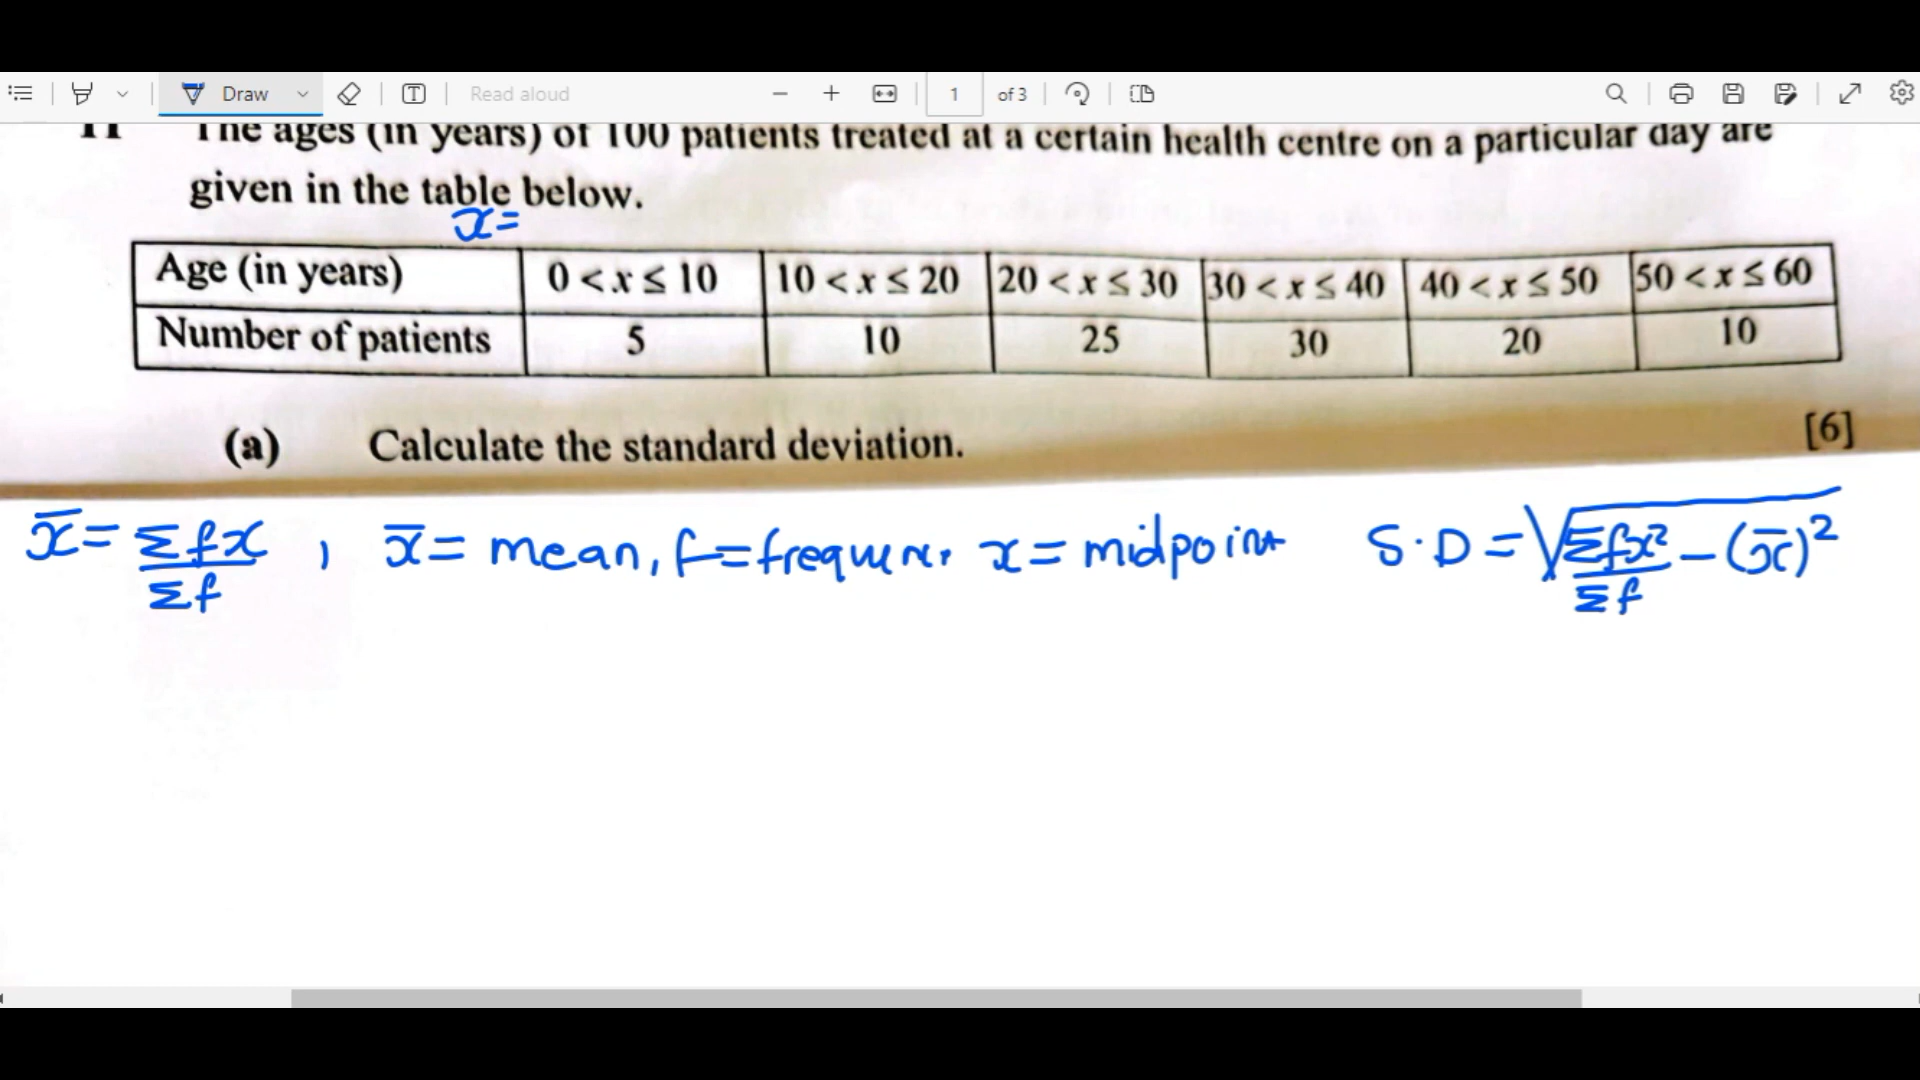 Draw
Read aloud
1 of 3
11 The ages (in years) of 100 patients treated at a certain health centre on a particular day are
given in the table below.
x=
Age (in years) 0 < x ≤ 10 10 < x ≤ 20 20 < x ≤ 30 30 < x ≤ 40 40 < x ≤ 50 50 < x ≤ 60
Number of patients 5 10 25 30 20 10
(a) Calculate the standard deviation. [6]
x̄ = Σfx/Σf , x̄ = mean, f = x = midpoint S.D = √(Σfx²/Σf − (x̄)²)